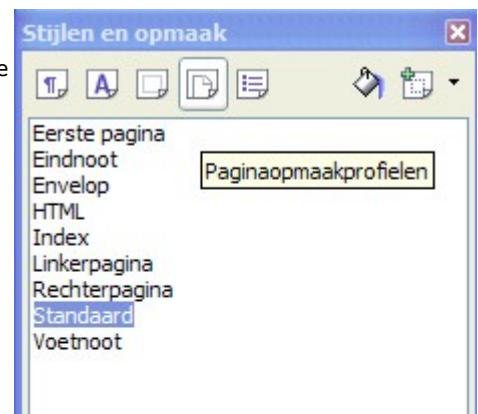 Stijlen en opmaak
e
Eerste pagina
Eindnoot
Paginaopmaakprofielen
Envelop
HTML
Index
Linkerpagina
Rechterpagina
Standaard
Voetnoot